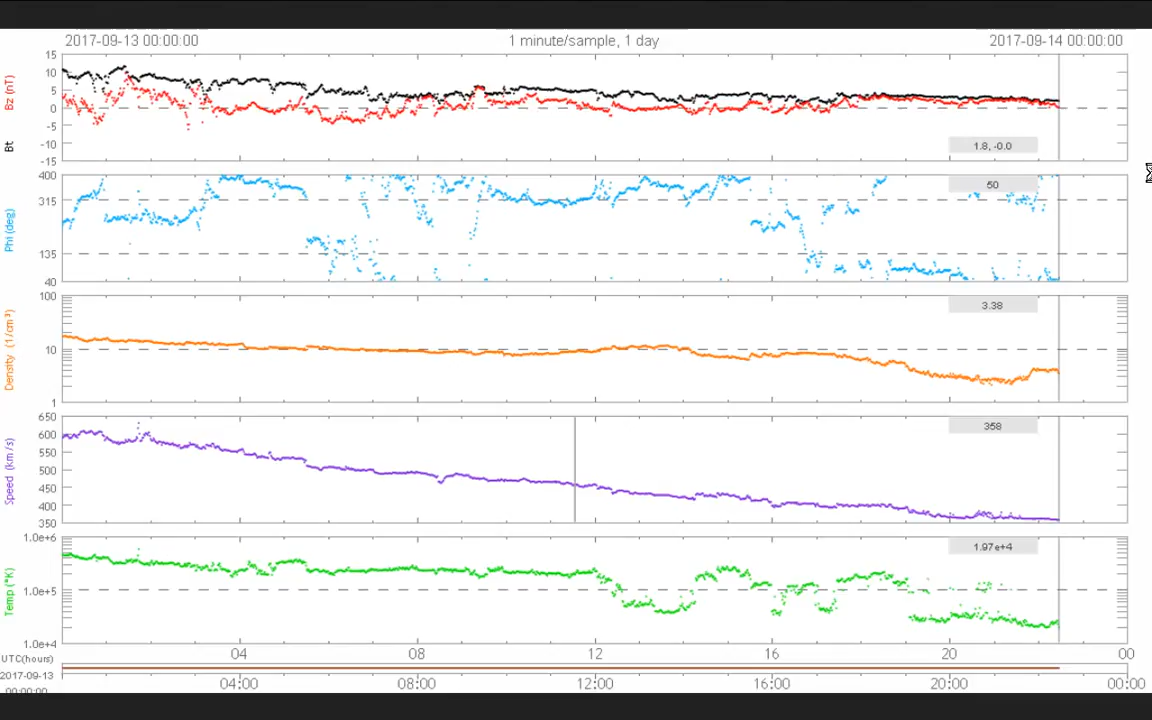 2017-09-13 00:00:00 1 minute/sample, 1 day 2017-09-14 00:00:00
Bt Bz (nT)
15
10
5
0
-5
-10
-15
1.8, -0.0
Phi (deg)
400
315
135
40
50
Density (1/cm³)
100
10
1
3.38
Speed (km/s)
650
600
550
500
450
400
350
358
Temp (*K)
1.0e+6
1.0e+5
1.0e+4
1.97e+4
UTC(hours) 04 08 12 16 20 00
2017-09-13
00:00:00 04:00 08:00 12:00 16:00 20:00 00:00